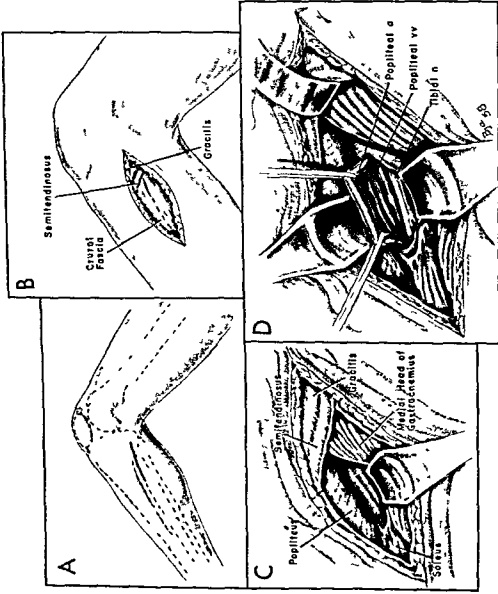 A
B
Semitendinosus
Crural
Fascia
Gracilis
C
Popliteus
Semitendinosus
Gracilis
Medial Head of
Gastrocnemius
Soleus
D
Popliteal a
Popliteal vv
Tibial n